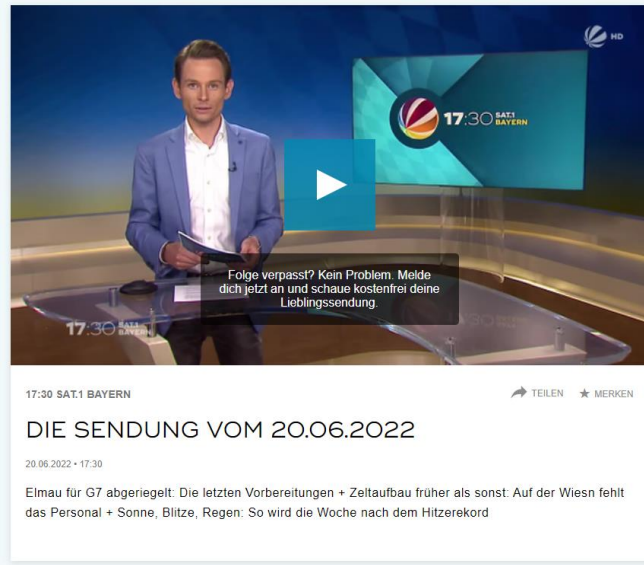 HD
17:30 SAT.1 BAYERN
Folge verpasst? Kein Problem. Melde
dich jetzt an und schaue kostenfrei deine
Lieblingssendung.
17:30 SAT.1 BAYERN
17:30 SAT.1 BAYERN
TEILEN
MERKEN
DIE SENDUNG VOM 20.06.2022
20.06.2022 • 17:30
Elmau für G7 abgeriegelt: Die letzten Vorbereitungen + Zeltaufbau früher als sonst: Auf der Wiesn fehlt
das Personal + Sonne, Blitze, Regen: So wird die Woche nach dem Hitzerekord